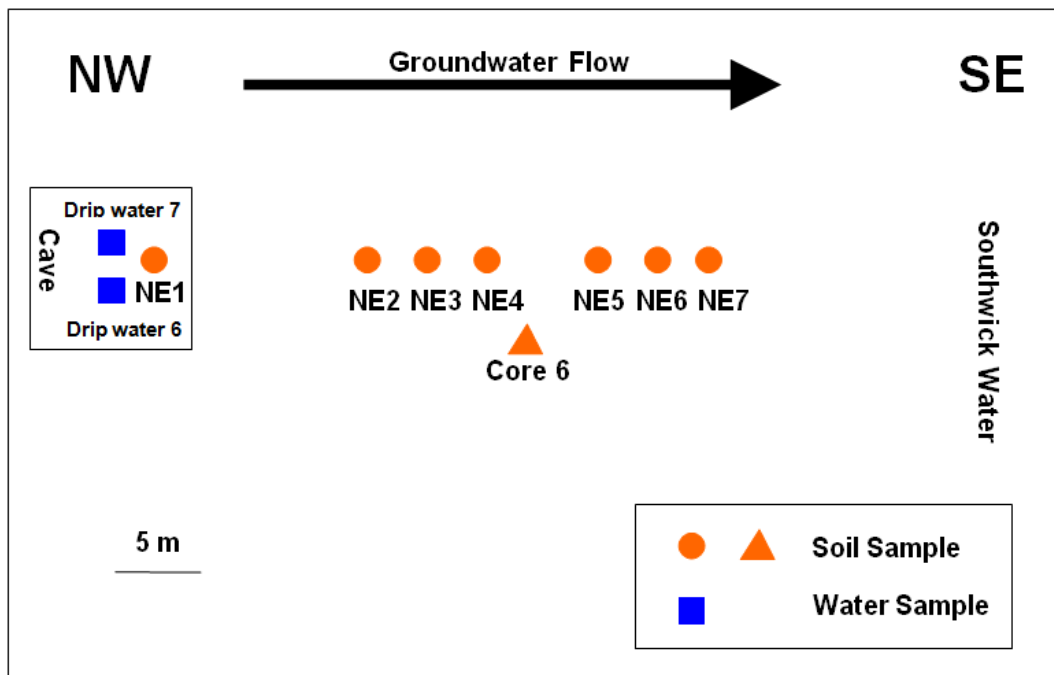 NW
Groundwater Flow
SE
Drip water 7
Cave
NE1
Drip water 6
NE2
NE3
NE4
NE5
NE6
NE7
Core 6
Southwick Water
5 m
Soil Sample
Water Sample